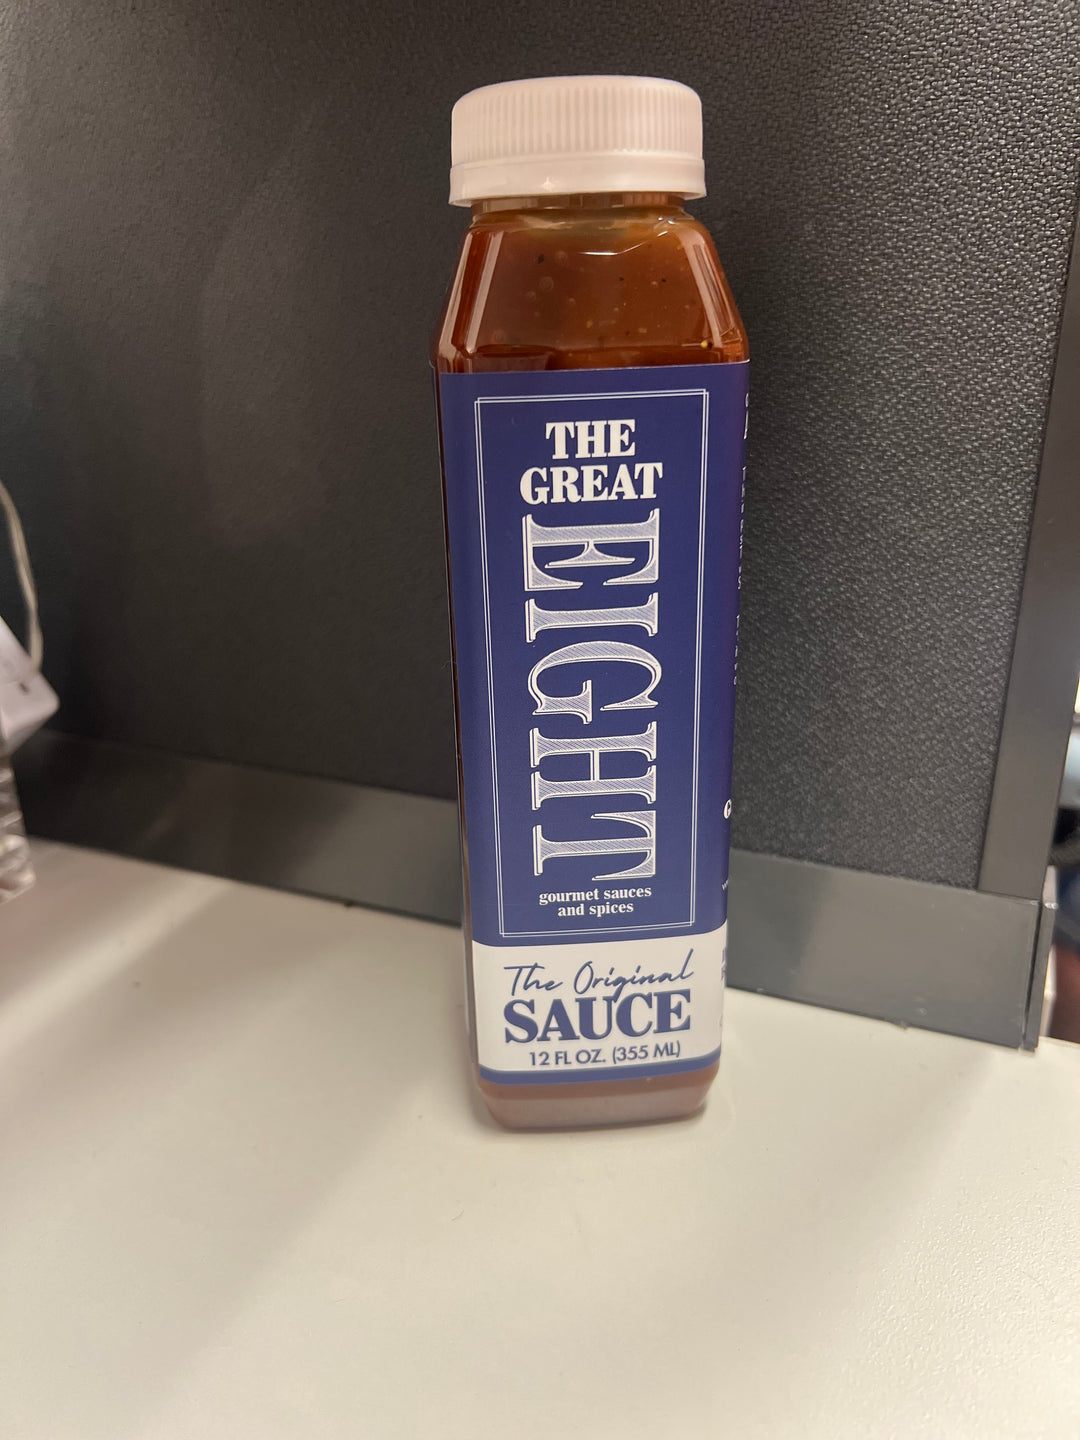 THE
GREAT
EIGHT
gourmet sauces
and spices
The Original
SAUCE
12 FL OZ. (355 ML)